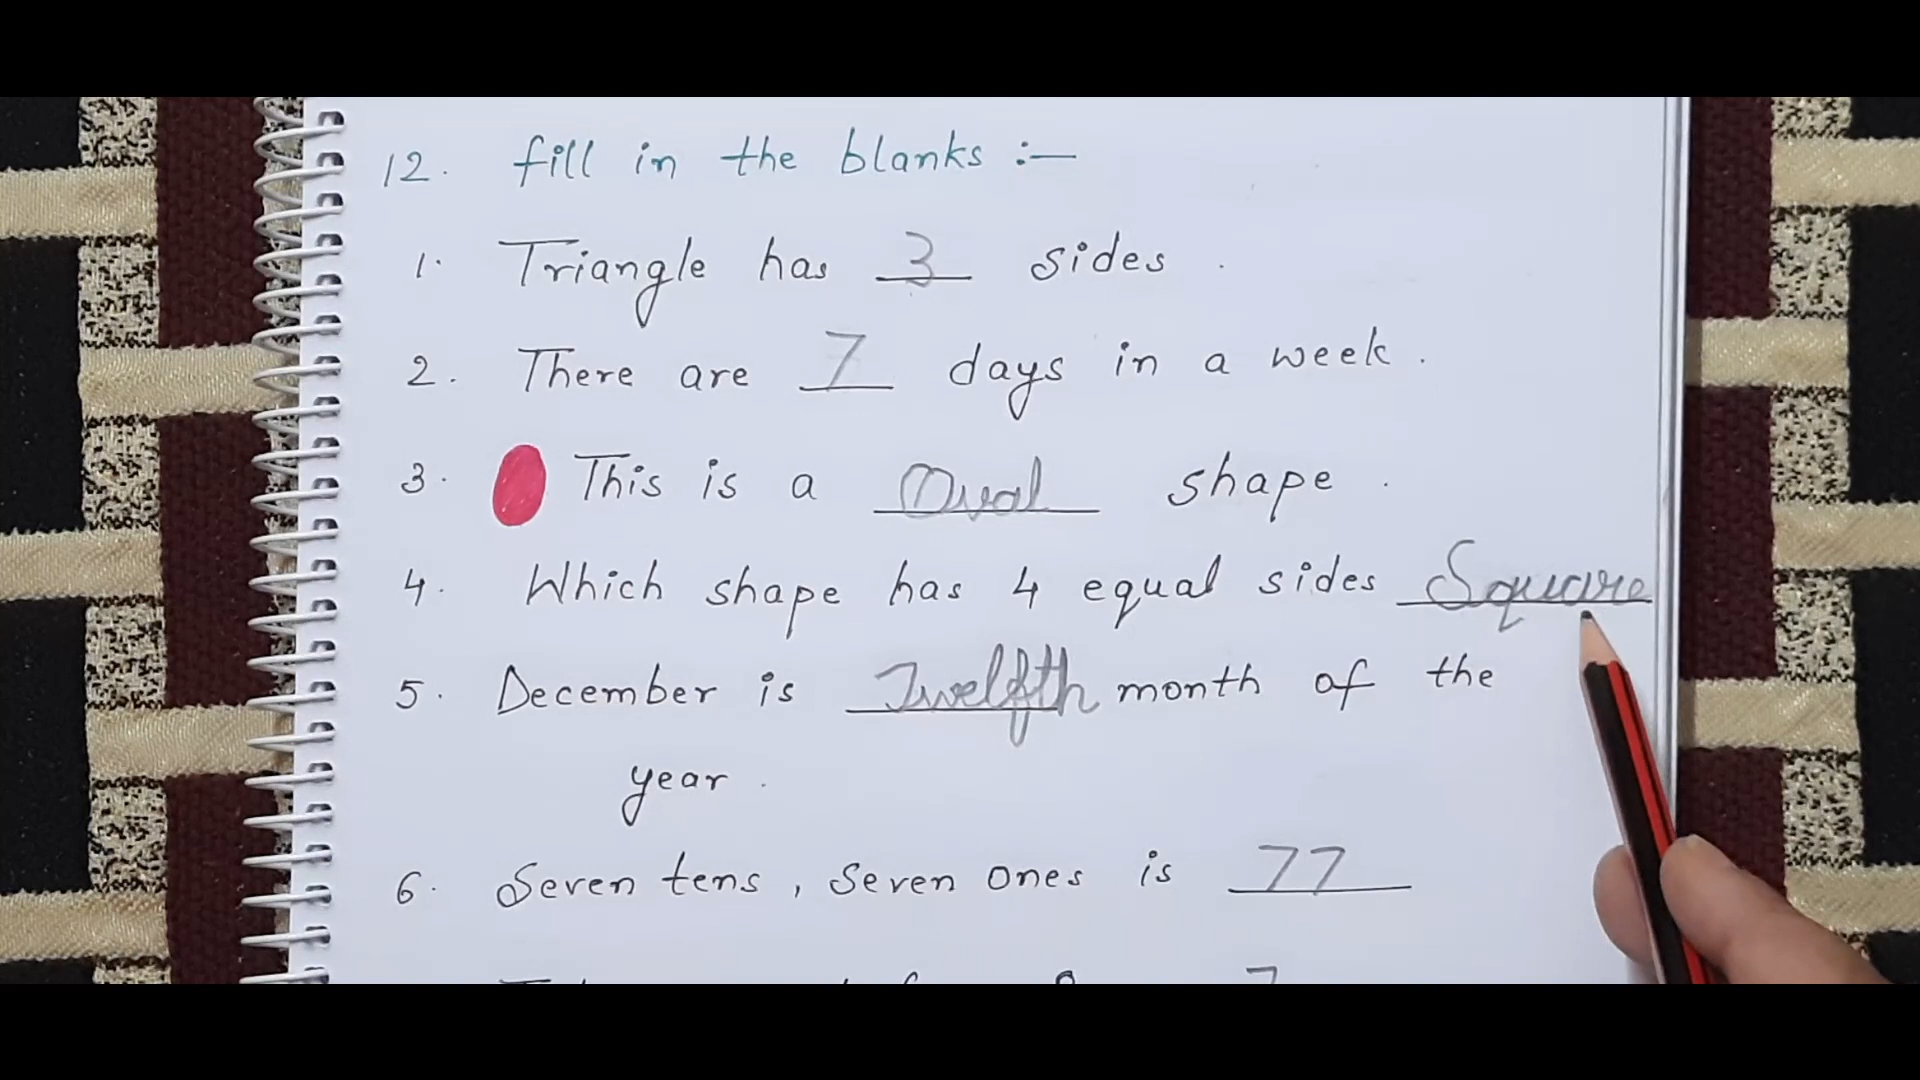 12. fill in the blanks :-
1. Triangle has 3 sides .
2. There are 7 days in a week .
3. This is a Oval shape .
4. Which shape has 4 equal sides Square
5. December is Twelfth month of the
year .
6. Seven tens , Seven ones is 77